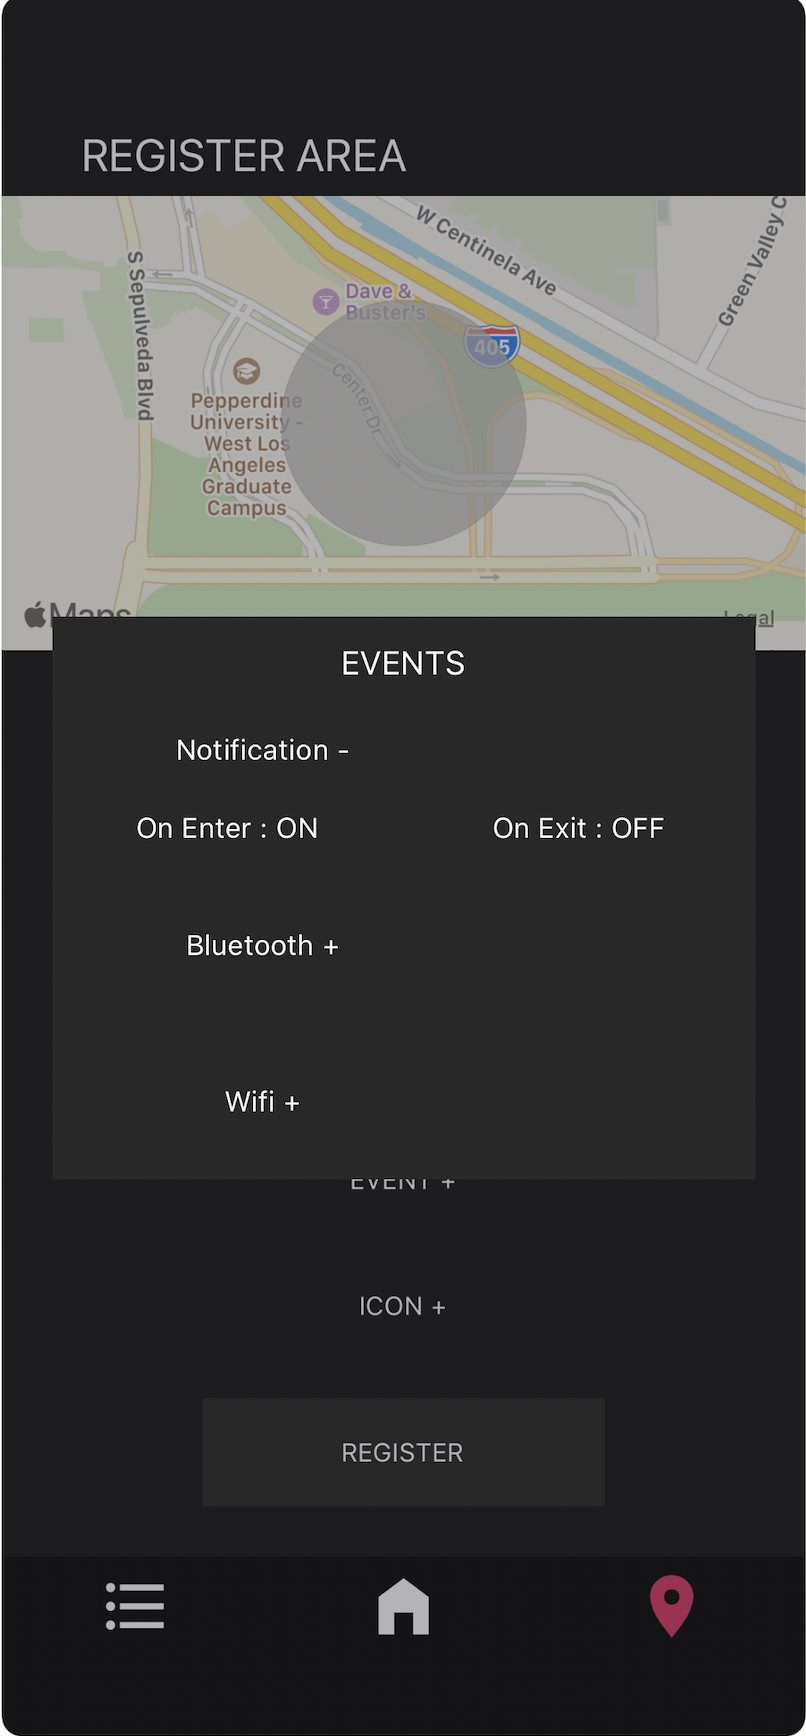 REGISTER AREA
W Centinela Ave
Green Valley C
S Sepulveda Blvd
Dave &
Buster's
405
Center Dr
Pepperdine
University -
West Los
Angeles
Graduate
Campus
Maps
Legal
EVENTS
Notification -
On Enter : ON
On Exit : OFF
Bluetooth +
Wifi +
EVENT +
ICON +
REGISTER